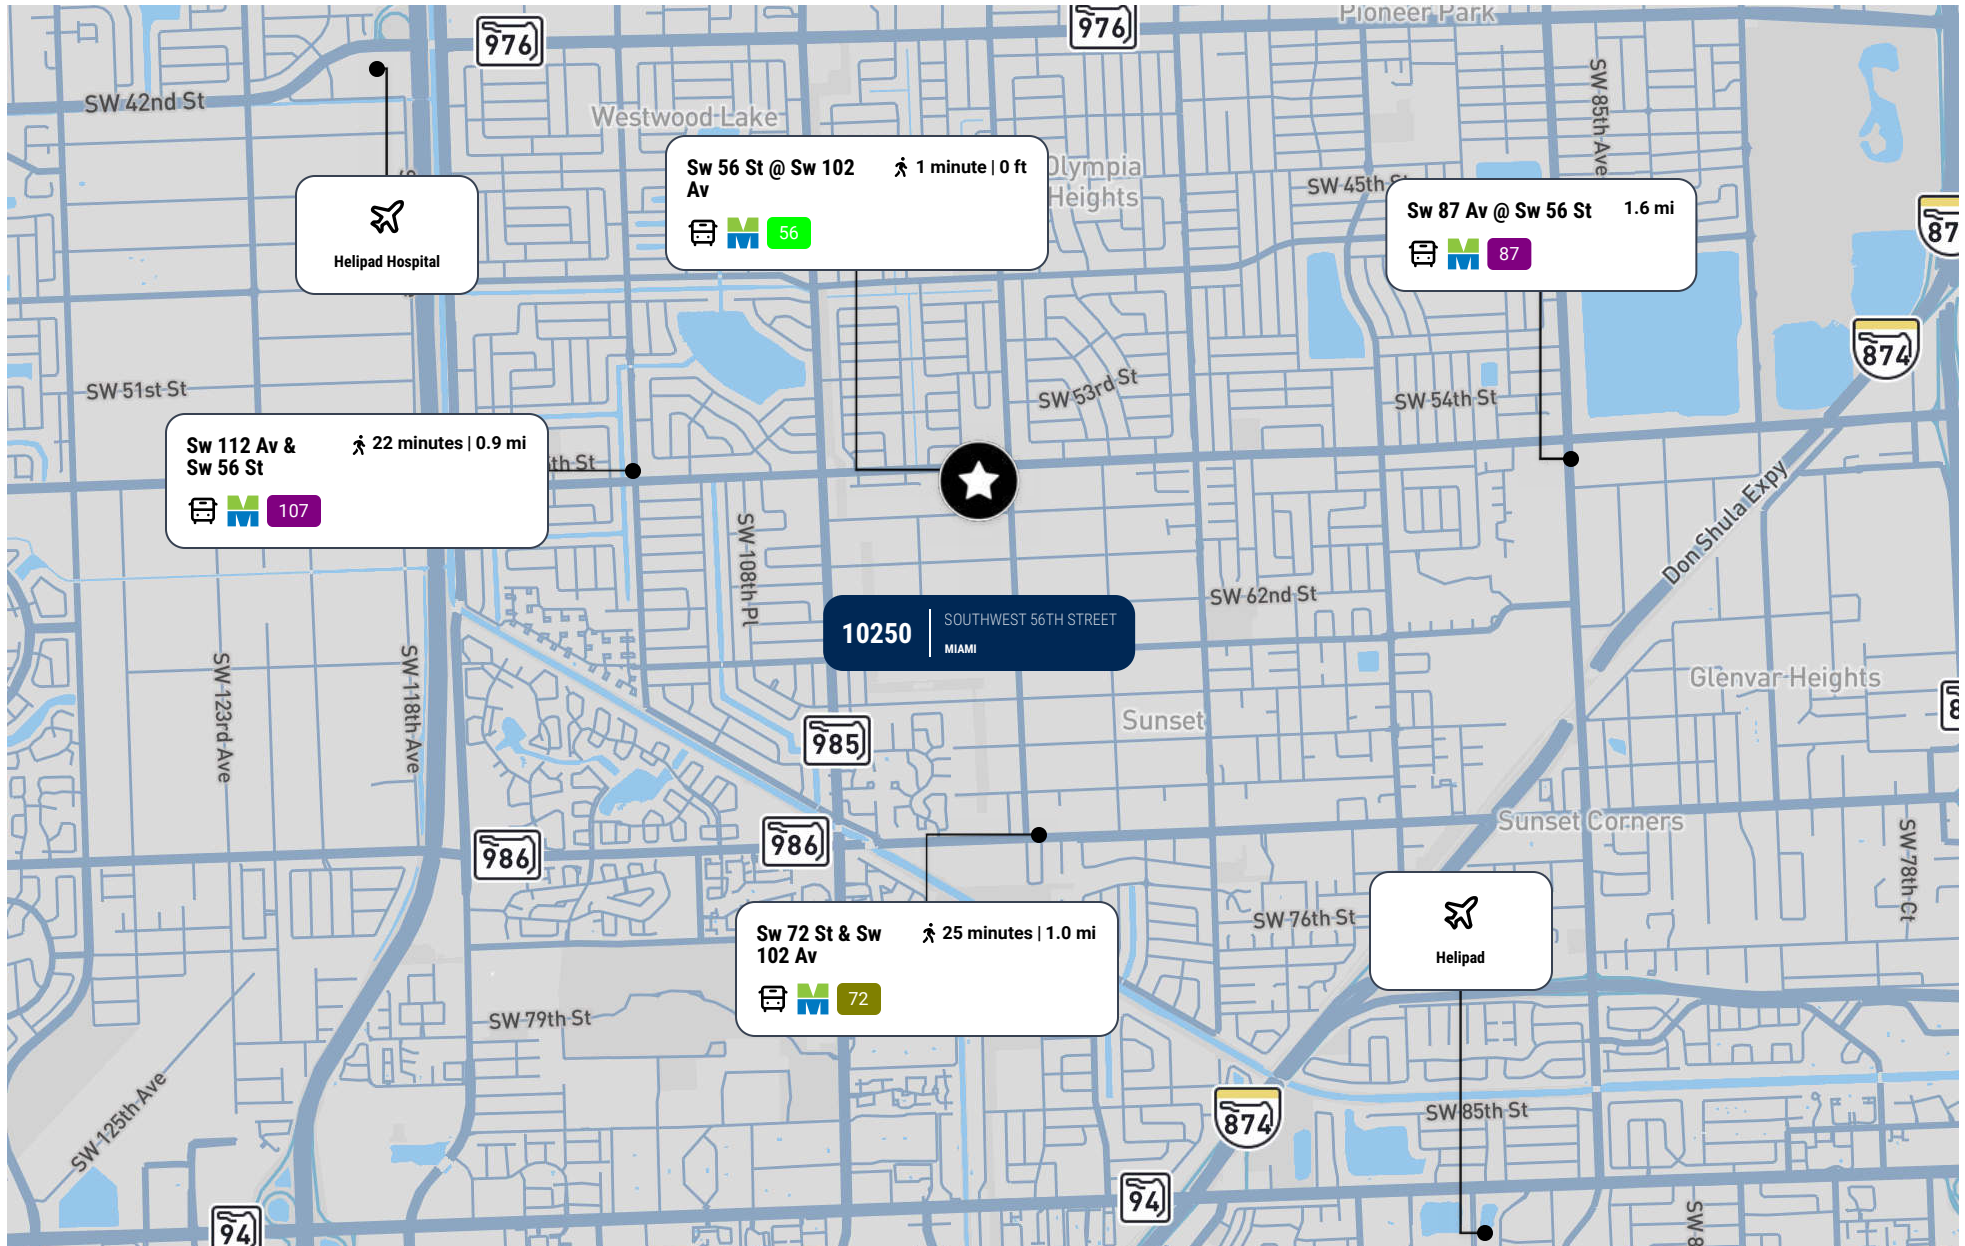 Pioneer Park
976
976
SW 42nd St
Westwood Lake
SW 85th Ave
Sw 56 St @ Sw 102
Av
1 minute | 0 ft
56
Olympia
Heights
SW 45th St
Sw 87 Av @ Sw 56 St
1.6 mi
87
Helipad Hospital
87
874
SW 51st St
SW 53rd St
SW 54th St
Sw 112 Av &
Sw 56 St
22 minutes | 0.9 mi
107
th St
SW 108th Pl
Don Shula Expy
SW 62nd St
10250
SOUTHWEST 56TH STREET
MIAMI
SW 123rd Ave
SW 118th Ave
Glenvar Heights
8
Sunset
985
Sunset Corners
986
986
SW 78th Ct
Sw 72 St & Sw
102 Av
25 minutes | 1.0 mi
72
SW 76th St
Helipad
SW 79th St
SW 125th Ave
874
SW 85th St
94
94
SW 8